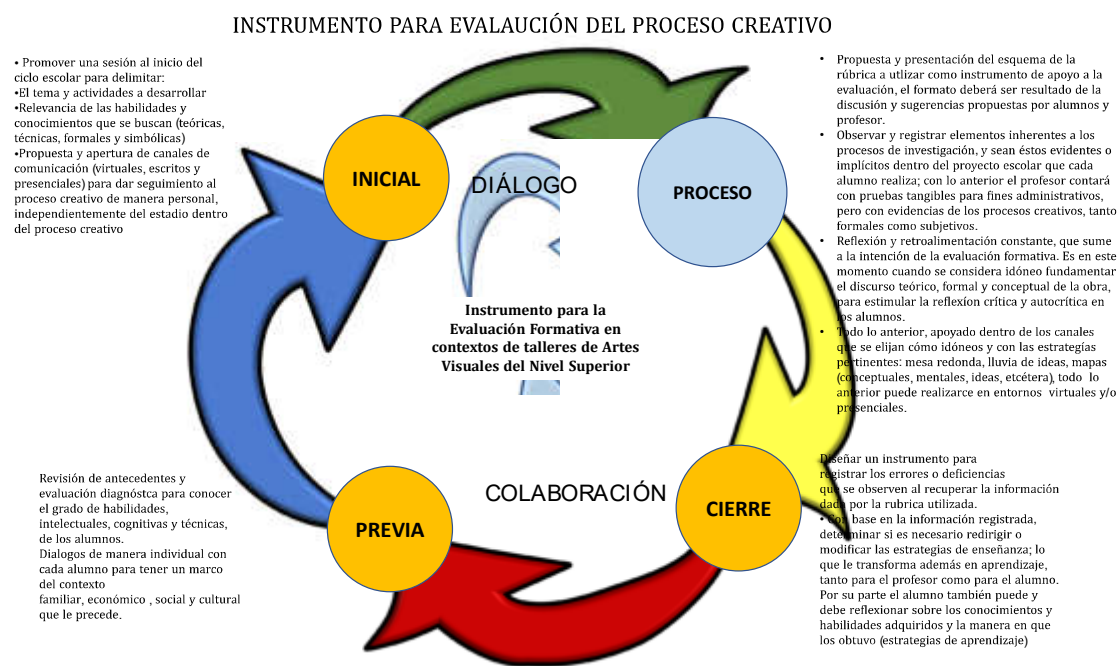 INSTRUMENTO PARA EVALAUCIÓN DEL PROCESO CREATIVO
• Promover una sesión al inicio del
ciclo escolar para delimitar:
•El tema y actividades a desarrollar
•Relevancia de las habilidades y
conocimientos que se buscan (teóricas,
técnicas, formales y simbólicas)
•Propuesta y apertura de canales de
comunicación (virtuales, escritos y
presenciales) para dar seguimiento al
proceso creativo de manera personal,
independientemente del estadio dentro
del proceso creativo
INICIAL
DIÁLOGO
PROCESO
• Propuesta y presentación del esquema de la
rúbrica a utlizar como instrumento de apoyo a la
evaluación, el formato deberá ser resultado de la
discusión y sugerencias propuestas por alumnos y
profesor.
• Observar y registrar elementos inherentes a los
procesos de investigación, y sean éstos evidentes o
implícitos dentro del proyecto escolar que cada
alumno realiza; con lo anterior el profesor contará
con pruebas tangibles para fines administrativos,
pero con evidencias de los procesos creativos, tanto
formales como subjetivos.
• Reflexión y retroalimentación constante, que sume
a la intención de la evaluación formativa. Es en este
momento cuando se considera idóneo fundamentar
el discurso teórico, formal y conceptual de la obra,
para estimular la reflexíon crítica y autocrítica en
los alumnos.
• Todo lo anterior, apoyado dentro de los canales
que se elijan cómo idóneos y con las estrategías
pertinentes: mesa redonda, lluvia de ideas, mapas
(conceptuales, mentales, ideas, etcétera), todo lo
anterior puede realizarce en entornos virtuales y/o
presenciales.
Instrumento para la
Evaluación Formativa en
contextos de talleres de Artes
Visuales del Nivel Superior
Revisión de antecedentes y
evaluación diagnóstca para conocer
el grado de habilidades,
intelectuales, cognitivas y técnicas,
de los alumnos.
Dialogos de manera individual con
cada alumno para tener un marco
del contexto
familiar, económico , social y cultural
que le precede.
PREVIA
COLABORACIÓN
CIERRE
Diseñar un instrumento para
registrar los errores o deficiencias
que se observen al recuperar la información
dada por la rubrica utilizada.
• Con base en la información registrada,
determinar si es necesario redirigir o
modificar las estrategias de enseñanza; lo
que le transforma además en aprendizaje,
tanto para el profesor como para el alumno.
Por su parte el alumno también puede y
debe reflexionar sobre los conocimientos y
habilidades adquiridos y la manera en que
los obtuvo (estrategias de aprendizaje)